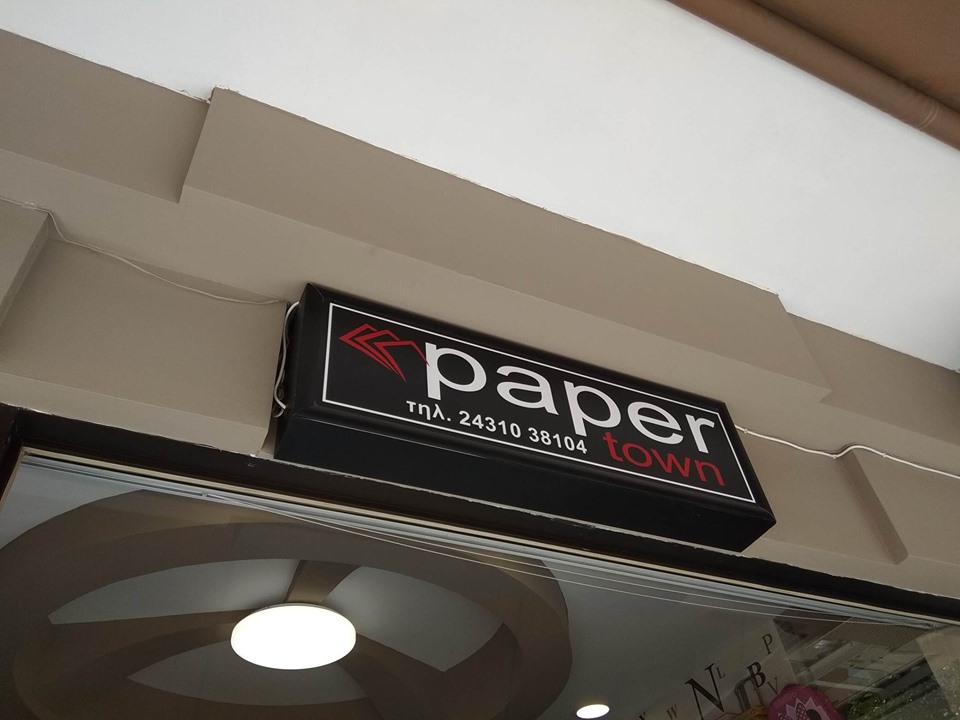 paper
town
τηλ. 24310 38104
N L B P
W V